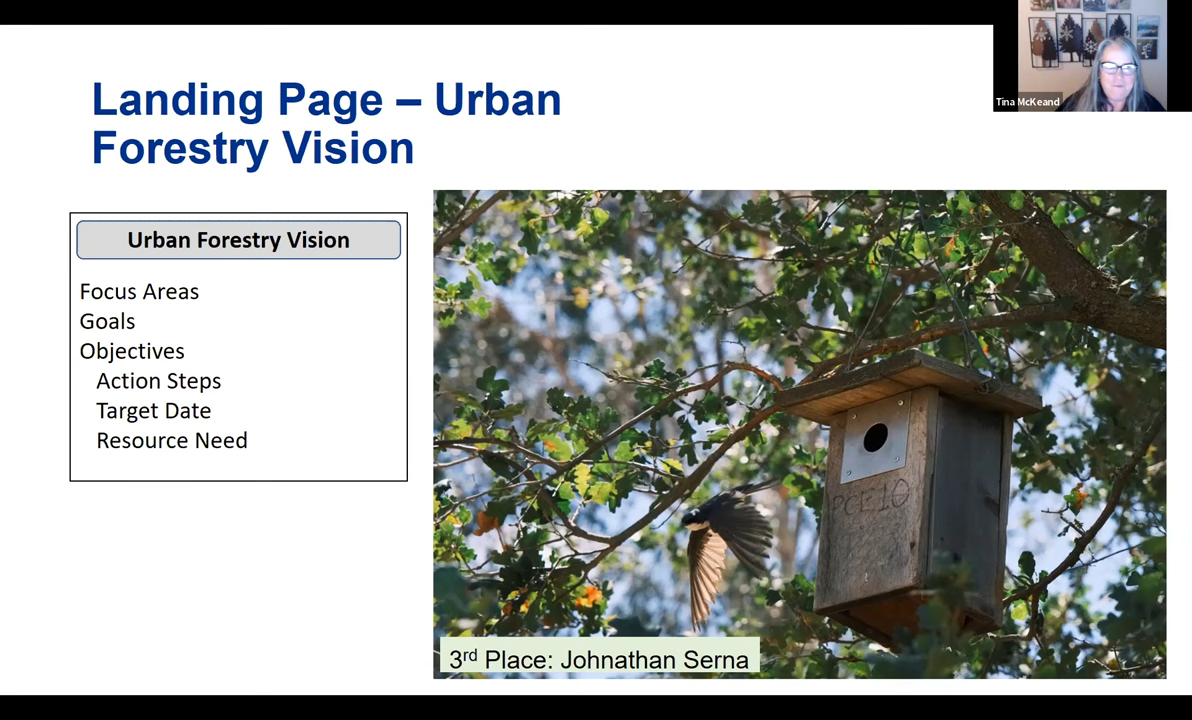 Landing Page – Urban
Forestry Vision
Tina McKeand
Urban Forestry Vision
Focus Areas
Goals
Objectives
Action Steps
Target Date
Resource Need
PCE10
3rd Place: Johnathan Serna